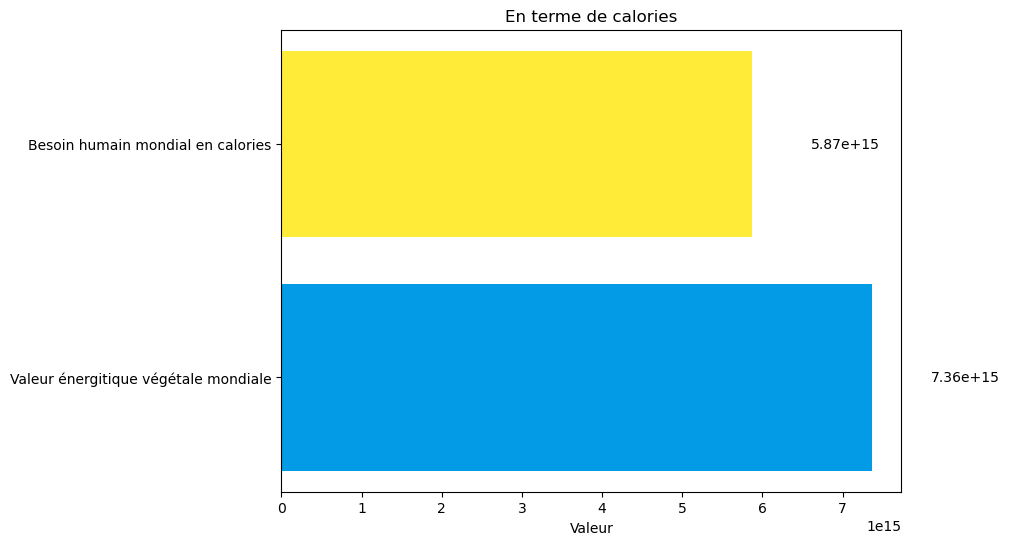 En terme de calories
Besoin humain mondial en calories
5.87e+15
Valeur énergitique végétale mondiale
7.36e+15
0 1 2 3 4 5 6 7
1e15
Valeur